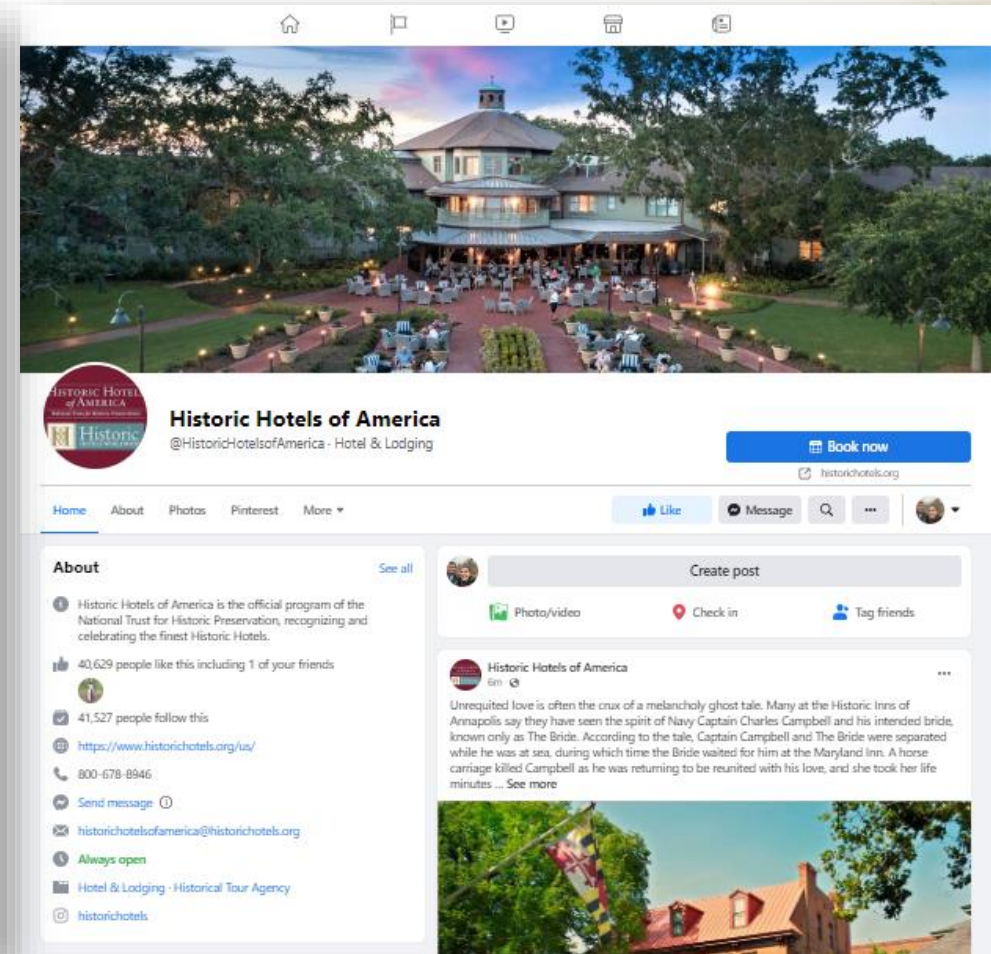 HISTORIC HOTELS
of AMERICA
Historic
Historic Hotels of America
@HistoricHotelsofAmerica · Hotel & Lodging
Book now
historichotels.org
Home About Photos Pinterest More
Like Message
About See all
Historic Hotels of America is the official program of the
National Trust for Historic Preservation, recognizing and
celebrating the finest Historic Hotels.
40,629 people like this including 1 of your friends
41,527 people follow this
https://www.historichotels.org/us/
800-678-8946
Send message
historichotelsofamerica@historichotels.org
Always open
Hotel & Lodging · Historical Tour Agency
historichotels
Create post
Photo/video Check in Tag friends
Historic Hotels of America
6m
Unrequited love is often the crux of a melancholy ghost tale. Many at the Historic Inns of
Annapolis say they have seen the spirit of Navy Captain Charles Campbell and his intended bride,
known only as The Bride. According to the tale, Captain Campbell and The Bride were separated
while he was at sea, during which time the Bride waited for him at the Maryland Inn. A horse
carriage killed Campbell as he was returning to be reunited with his love, and she took her life
minutes ... See more